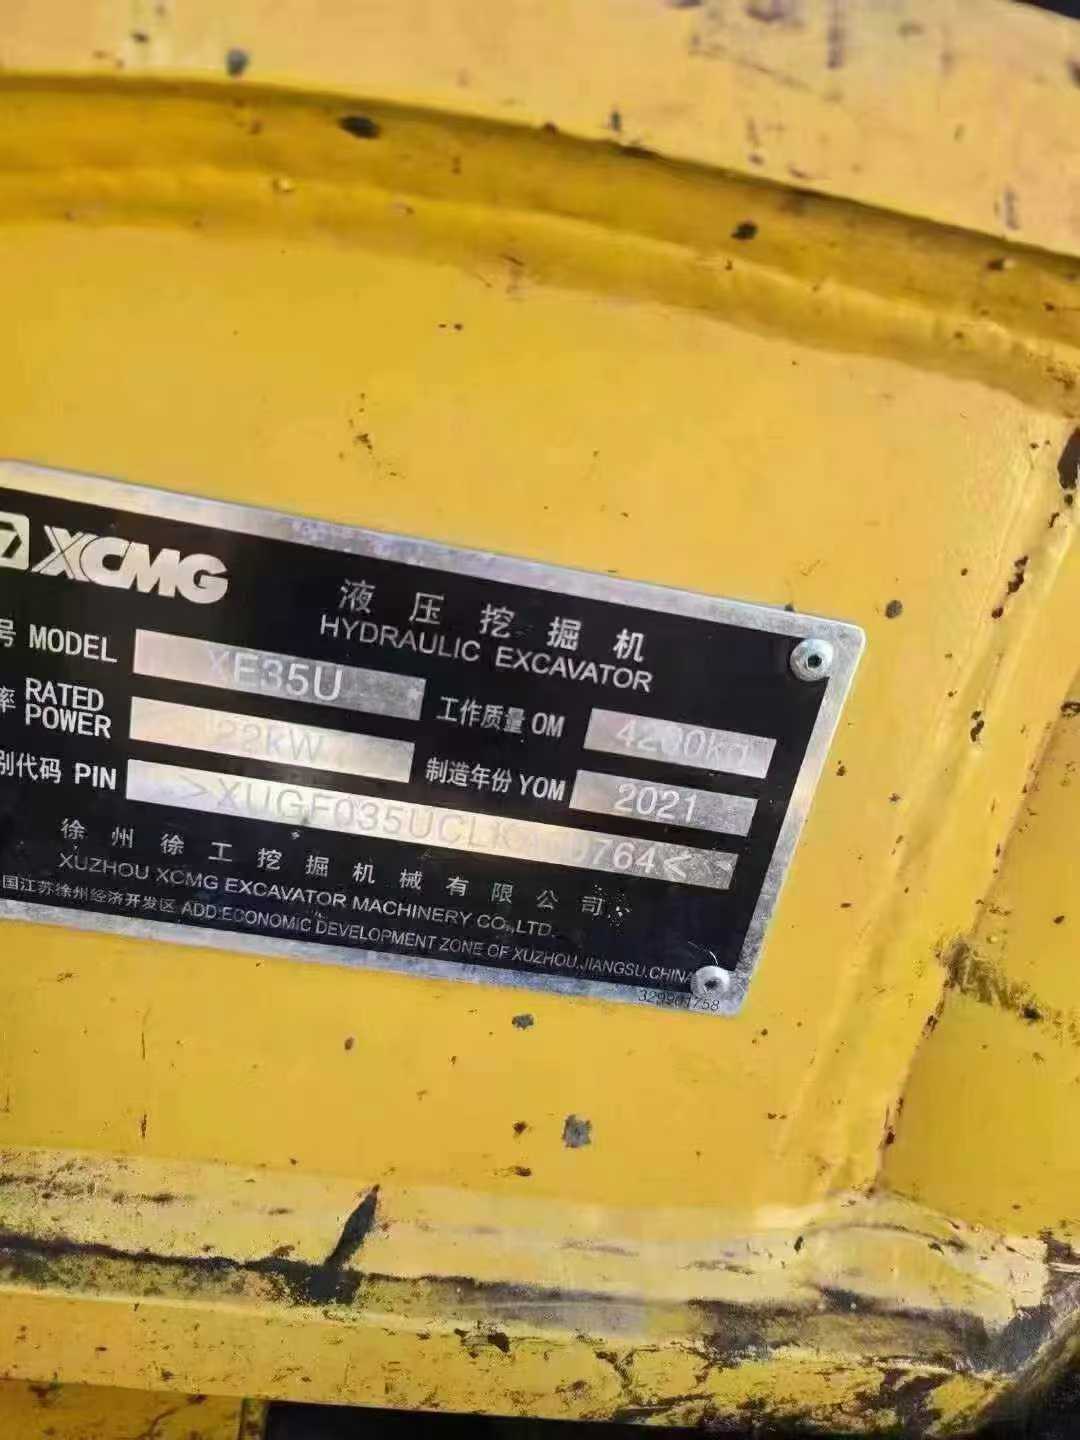 XCMG
液压挖掘机
HYDRAULIC EXCAVATOR
号 MODEL XE35U
工作质量 OM 4200kg
率 RATED POWER 22kW
制造年份 YOM 2021
别代码 PIN
徐州徐工挖掘机械有限公司
XUZHOU XCMG EXCAVATOR MACHINERY CO.,LTD.
国江苏徐州经济开发区 ADD:ECONOMIC DEVELOPMENT ZONE OF XUZHOU,JIANGSU,CHINA
329901758